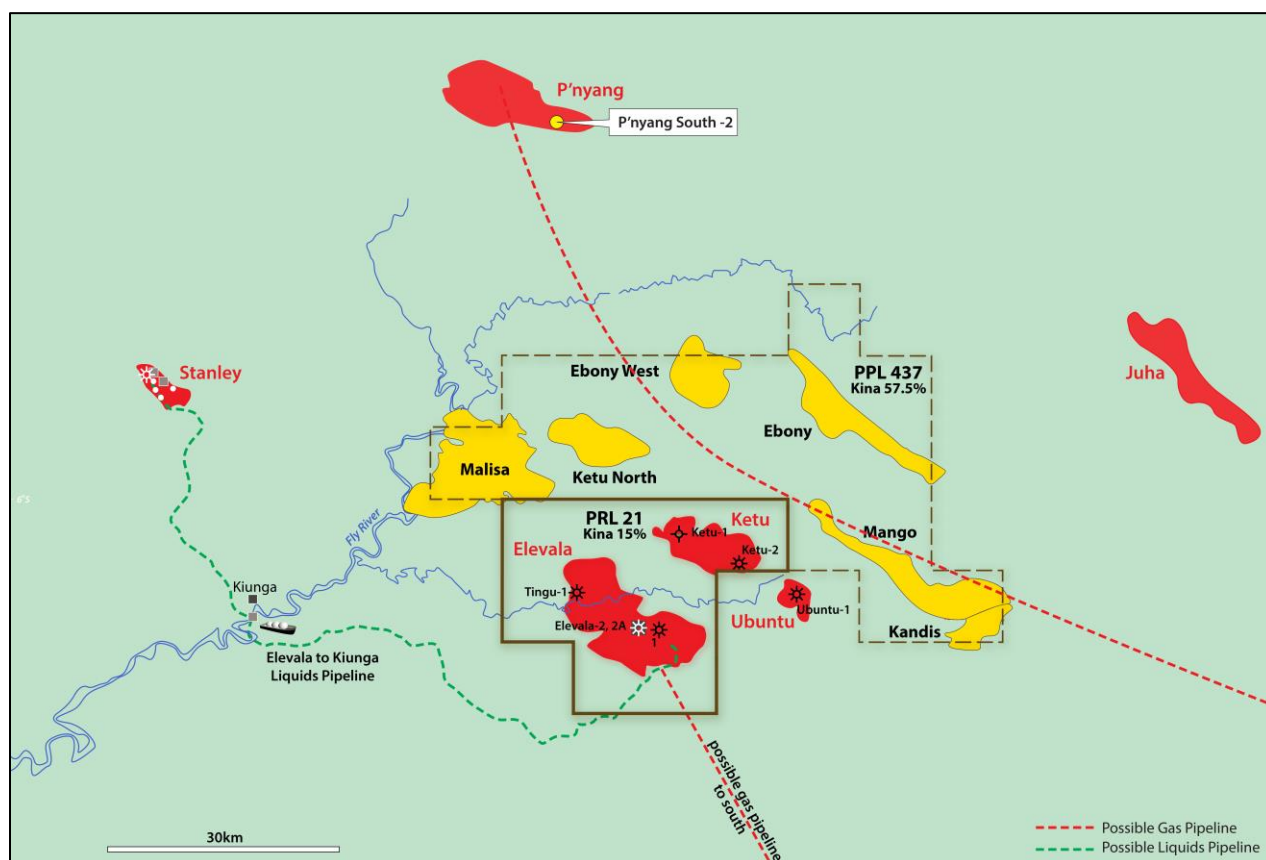 P'nyang
P'nyang South -2
Stanley
Ebony West
PPL 437
Kina 57.5%
Juha
Ebony
Malisa
Ketu North
Fly River
PRL 21
Kina 15%
Ketu
Ketu-1
Ketu-2
Mango
Elevala
Tingu-1
Kiunga
Ubuntu
Ubuntu-1
Elevala-2, 2A
1
Kandis
Elevala to Kiunga
Liquids Pipeline
possible gas pipeline
to south
30km
Possible Gas Pipeline
Possible Liquids Pipeline